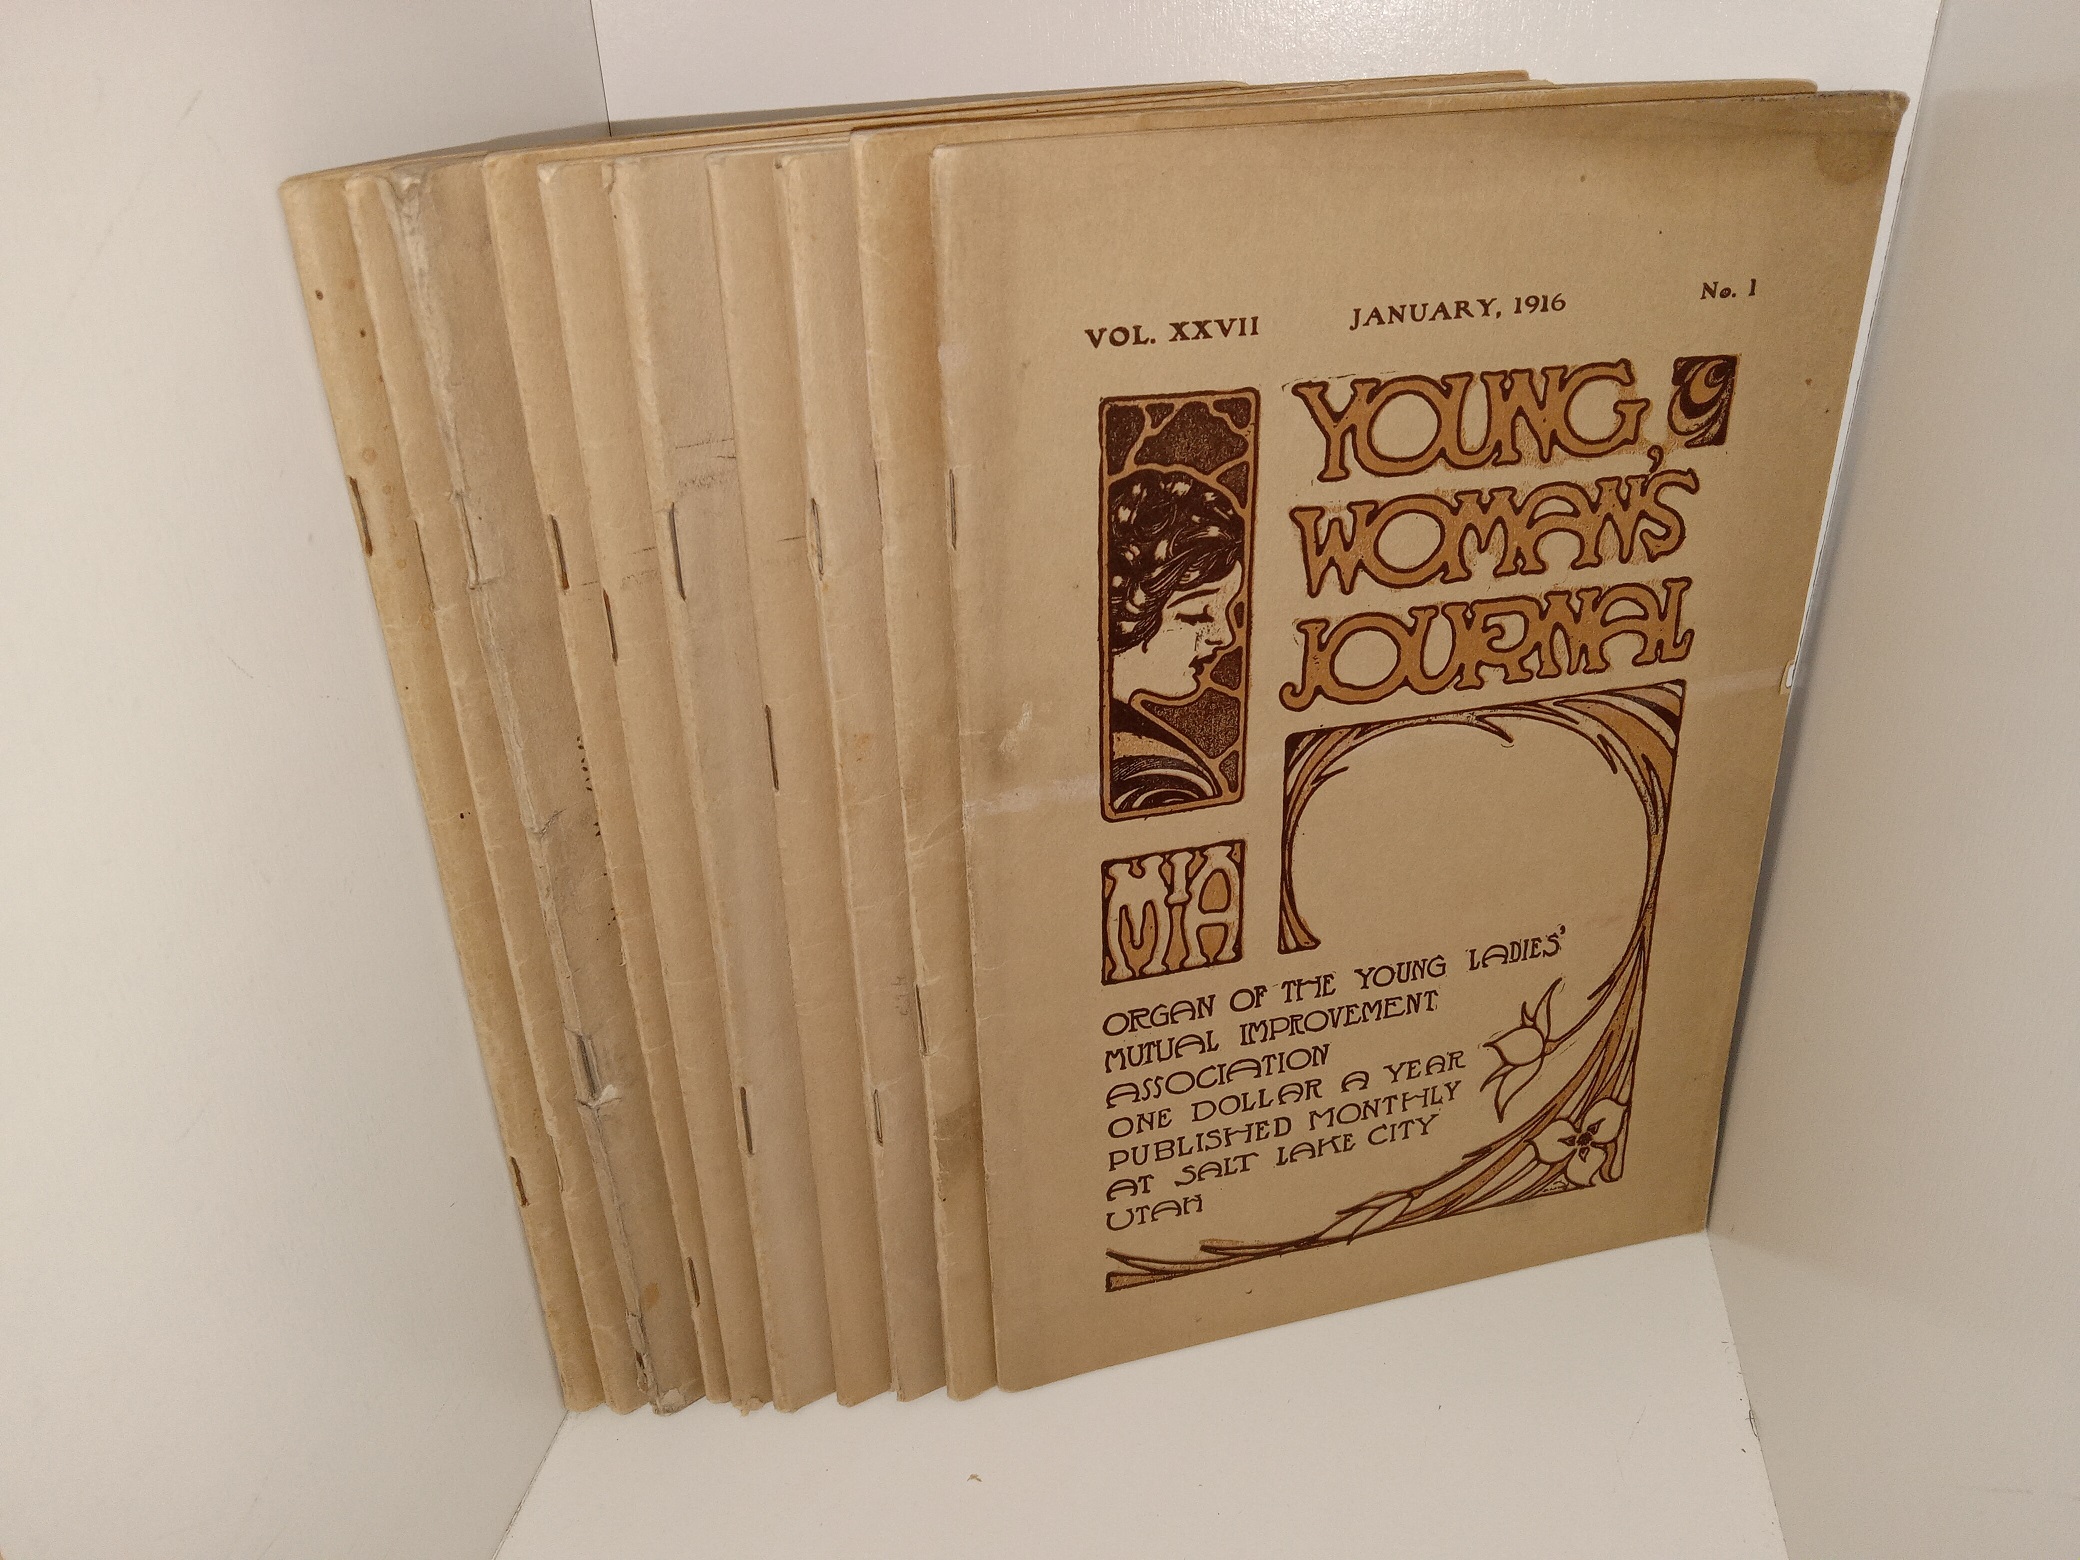 VOL. XXVII JANUARY, 1916 No. 1
YOUNG
WOMAN'S
JOURNAL
MIA
ORGAN OF THE YOUNG LADIES'
MUTUAL IMPROVEMENT
ASSOCIATION
ONE DOLLAR A YEAR
PUBLISHED MONTHLY
AT SALT LAKE CITY
UTAH